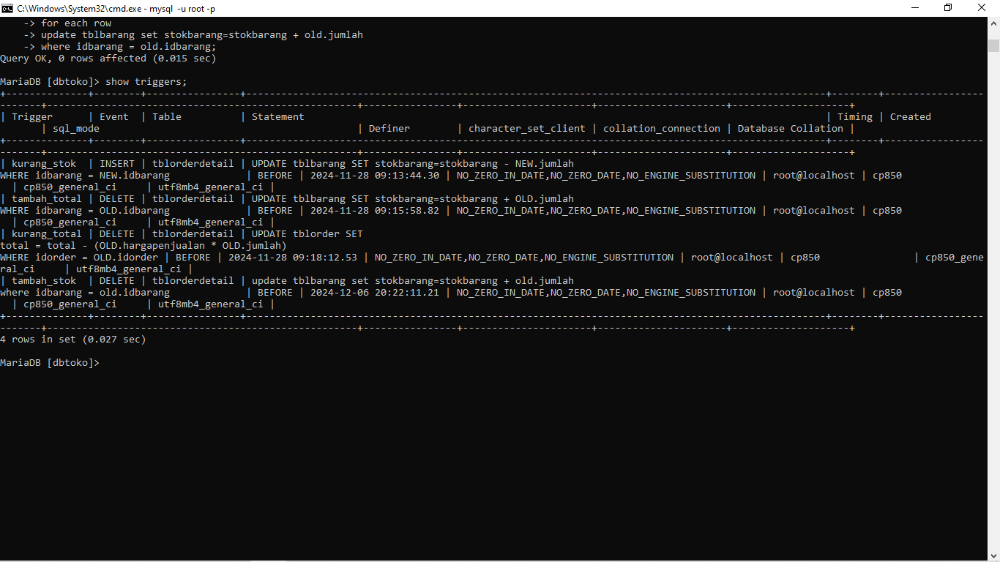 C:\Windows\System32\cmd.exe - mysql  -u root -p
    -> for each row
    -> update tblbarang set stokbarang=stokbarang + old.jumlah
    -> where idbarang = old.idbarang;
Query OK, 0 rows affected (0.015 sec)
MariaDB [dbtoko]> show triggers;
+--------------+--------+----------------+---------------------------------------------------------------------------------------------------+--------+-----------------
-------+-----------------------------------------------------+----------------+----------------------+----------------------+--------------------+
| Trigger      | Event  | Table          | Statement                                                                                         | Timing | Created
       | sql_mode                                            | Definer        | character_set_client | collation_connection | Database Collation |
+--------------+--------+----------------+---------------------------------------------------------------------------------------------------+--------+-----------------
-------+-----------------------------------------------------+----------------+----------------------+----------------------+--------------------+
| kurang_stok  | INSERT | tblorderdetail | UPDATE tblbarang SET stokbarang=stokbarang - NEW.jumlah
WHERE idbarang = NEW.idbarang             | BEFORE | 2024-11-28 09:13:44.30 | NO_ZERO_IN_DATE,NO_ZERO_DATE,NO_ENGINE_SUBSTITUTION | root@localhost | cp850
  | cp850_general_ci     | utf8mb4_general_ci |
| tambah_total | DELETE | tblorderdetail | UPDATE tblbarang SET stokbarang=stokbarang + OLD.jumlah
WHERE idbarang = OLD.idbarang             | BEFORE | 2024-11-28 09:15:58.82 | NO_ZERO_IN_DATE,NO_ZERO_DATE,NO_ENGINE_SUBSTITUTION | root@localhost | cp850
  | cp850_general_ci     | utf8mb4_general_ci |
| kurang_total | DELETE | tblorderdetail | UPDATE tblorder SET
total = total - (OLD.hargapenjualan * OLD.jumlah)
WHERE idorder = OLD.idorder | BEFORE | 2024-11-28 09:18:12.53 | NO_ZERO_IN_DATE,NO_ZERO_DATE,NO_ENGINE_SUBSTITUTION | root@localhost | cp850                | cp850_gene
ral_ci     | utf8mb4_general_ci |
| tambah_stok  | DELETE | tblorderdetail | update tblbarang set stokbarang=stokbarang + old.jumlah
where idbarang = old.idbarang             | BEFORE | 2024-12-06 20:22:11.21 | NO_ZERO_IN_DATE,NO_ZERO_DATE,NO_ENGINE_SUBSTITUTION | root@localhost | cp850
  | cp850_general_ci     | utf8mb4_general_ci |
+--------------+--------+----------------+---------------------------------------------------------------------------------------------------+--------+-----------------
-------+-----------------------------------------------------+----------------+----------------------+----------------------+--------------------+
4 rows in set (0.027 sec)
MariaDB [dbtoko]>